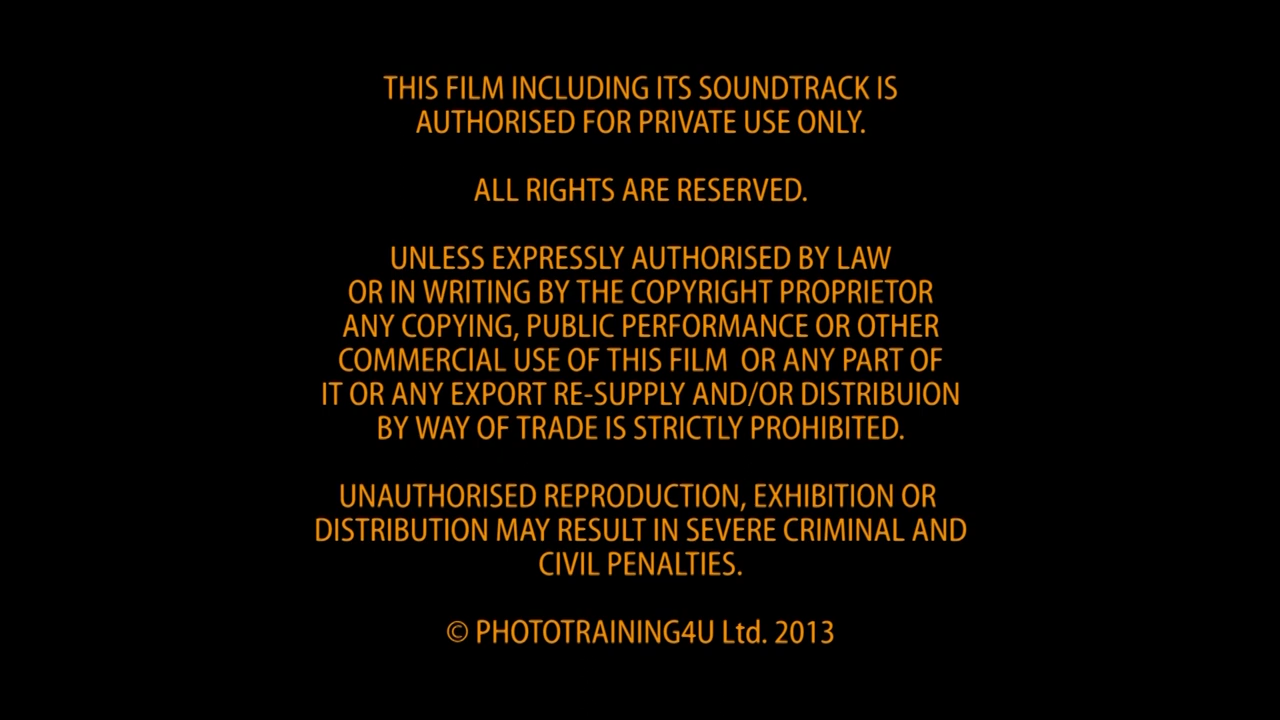 THIS FILM INCLUDING ITS SOUNDTRACK IS
AUTHORISED FOR PRIVATE USE ONLY.
ALL RIGHTS ARE RESERVED.
UNLESS EXPRESSLY AUTHORISED BY LAW
OR IN WRITING BY THE COPYRIGHT PROPRIETOR
ANY COPYING, PUBLIC PERFORMANCE OR OTHER
COMMERCIAL USE OF THIS FILM  OR ANY PART OF
IT OR ANY EXPORT RE-SUPPLY AND/OR DISTRIBUION
BY WAY OF TRADE IS STRICTLY PROHIBITED.
UNAUTHORISED REPRODUCTION, EXHIBITION OR
DISTRIBUTION MAY RESULT IN SEVERE CRIMINAL AND
CIVIL PENALTIES.
© PHOTOTRAINING4U Ltd. 2013